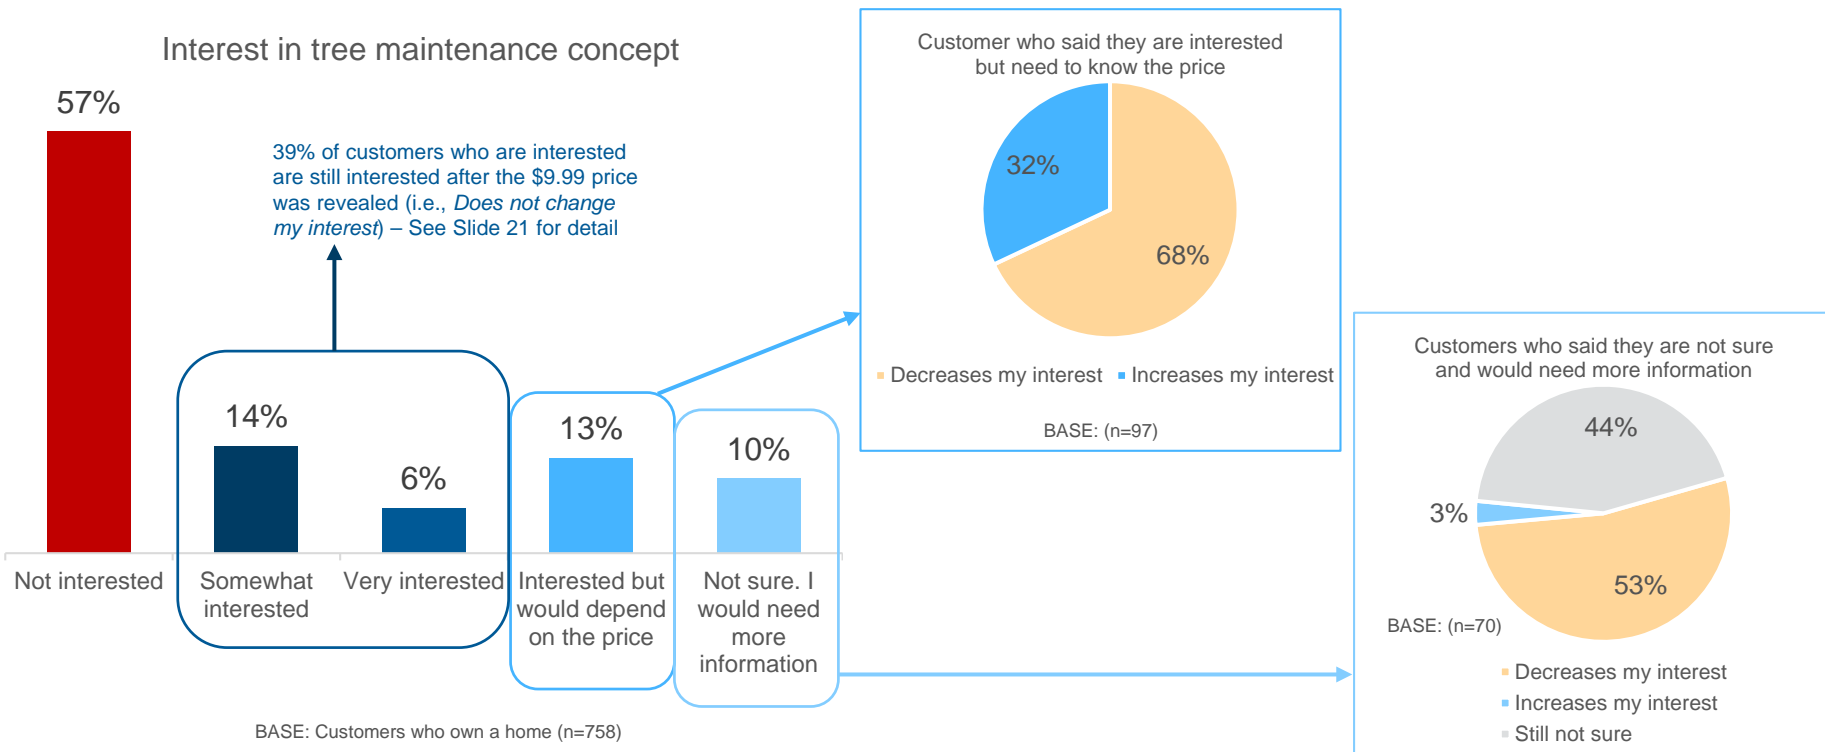 Interest in tree maintenance concept
57%
39% of customers who are interested
are still interested after the $9.99 price
was revealed (i.e., Does not change
my interest) – See Slide 21 for detail
14%
6%
13%
10%
Not interested
Somewhat
interested
Very interested
Interested but
would depend
on the price
Not sure. I
would need
more
information
BASE: Customers who own a home (n=758)
Customer who said they are interested
but need to know the price
32%
68%
Decreases my interest
Increases my interest
BASE: (n=97)
Customers who said they are not sure
and would need more information
44%
3%
53%
BASE: (n=70)
Decreases my interest
Increases my interest
Still not sure